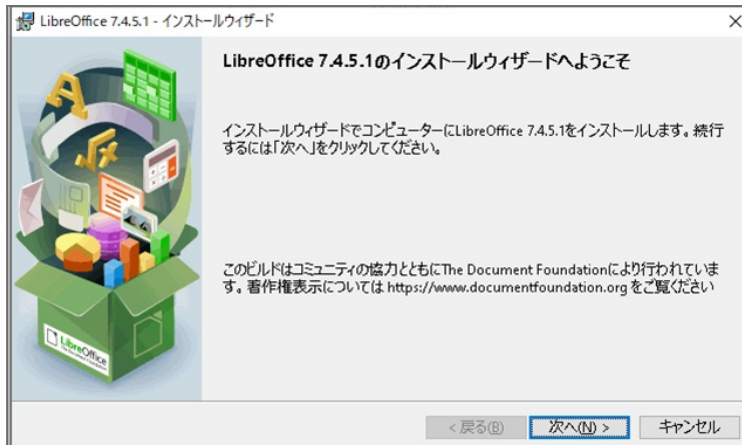 LibreOffice 7.4.5.1 - インストールウィザード
LibreOffice 7.4.5.1のインストールウィザードへようこそ
インストールウィザードでコンピューターにLibreOffice 7.4.5.1をインストールします。続行
するには「次へ」をクリックしてください。
このビルドはコミュニティの協力とともにThe Document Foundationにより行われていま
す。著作権表示については https://www.documentfoundation.org をご覧ください
LibreOffice
The Document Foundation
< 戻る(B)
次へ(N) >
キャンセル